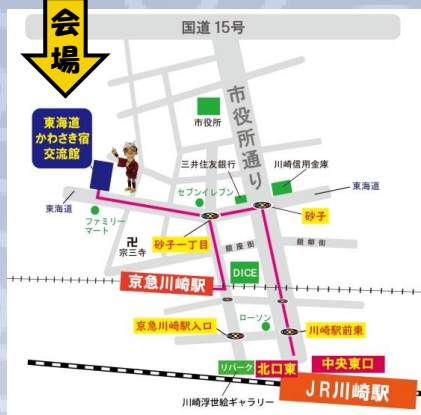 会場
国道15号
東海道
かわさき宿
交流館
市役所
市役所通り
三井住友銀行
川崎信用金庫
セブンイレブン
東海道
東海道
ファミリー
マート
砂子
砂子一丁目
卍
宗三寺
銀座街
銀柳街
DICE
京急川崎駅
京急川崎駅入口
ローソン
川崎駅前東
リパーク
北口東
中央東口
JR川崎駅
川崎浮世絵ギャラリー